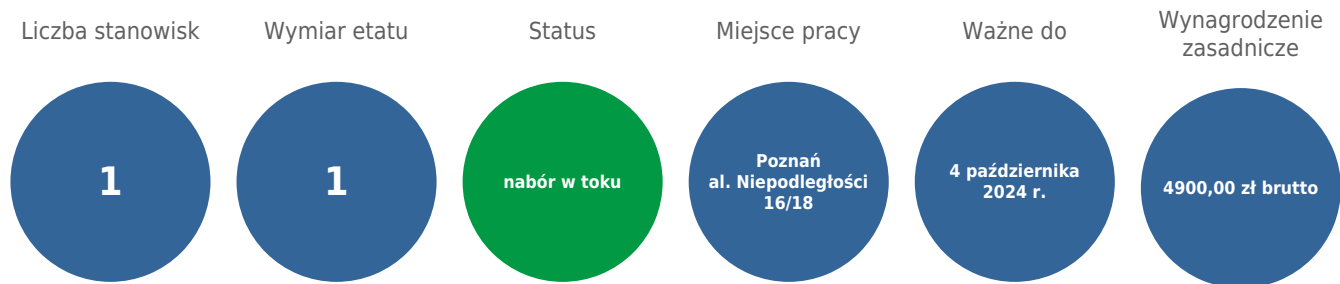 Liczba stanowisk
1
Wymiar etatu
1
Status
nabór w toku
Miejsce pracy
Poznań
al. Niepodległości
16/18
Ważne do
4 października
2024 r.
Wynagrodzenie
zasadnicze
4900,00 zł brutto